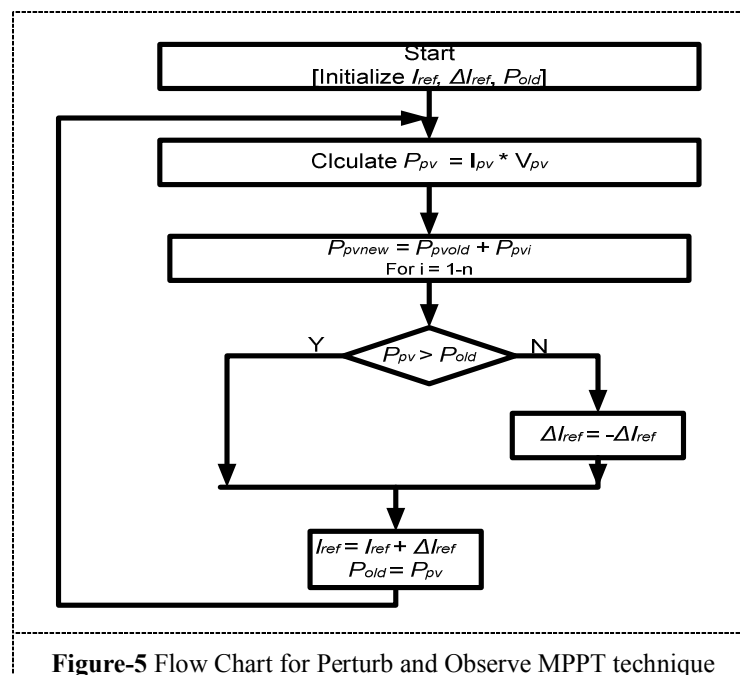 Start
[Initialize Iref, ΔIref, Pold]
Clculate Ppv = Ipv * Vpv
Ppvnew = Ppvold + Ppvi
For i = 1-n
Y
Ppv > Pold
N
ΔIref = -ΔIref
Iref = Iref + ΔIref
Pold = Ppv
Figure-5 Flow Chart for Perturb and Observe MPPT technique